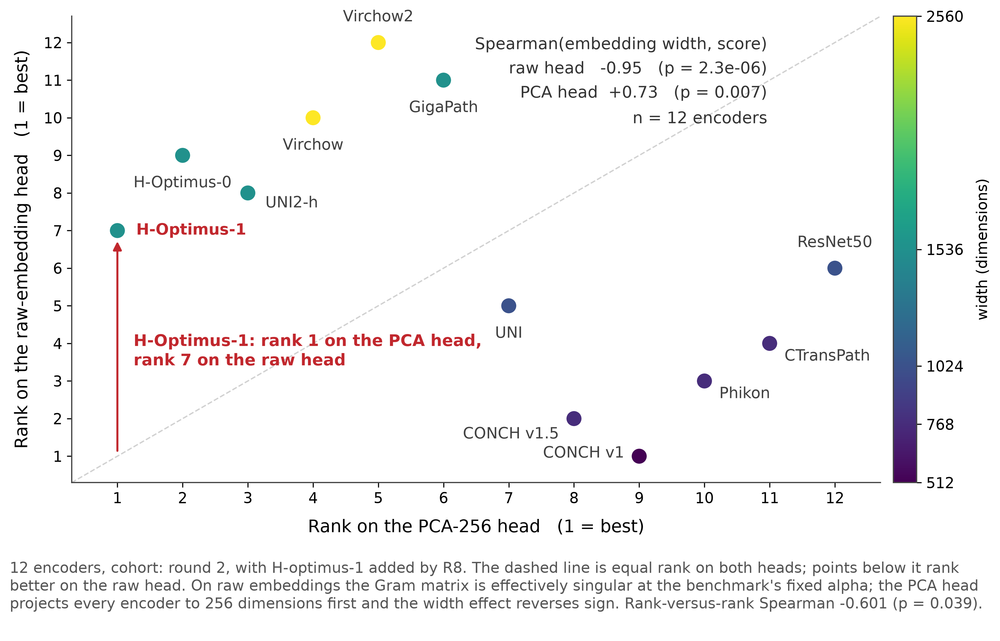 Virchow2
Spearman(embedding width, score)
raw head -0.95 (p = 2.3e-06)
PCA head +0.73 (p = 0.007)
n = 12 encoders
GigaPath
Virchow
H-Optimus-0
UNI2-h
H-Optimus-1
ResNet50
UNI
H-Optimus-1: rank 1 on the PCA head,
rank 7 on the raw head
CTransPath
Phikon
CONCH v1.5
CONCH v1
Rank on the raw-embedding head (1 = best)
12
11
10
9
8
7
6
5
4
3
2
1
1 2 3 4 5 6 7 8 9 10 11 12
Rank on the PCA-256 head (1 = best)
2560
1536
1024
768
512
width (dimensions)
12 encoders, cohort: round 2, with H-optimus-1 added by R8. The dashed line is equal rank on both heads; points below it rank
better on the raw head. On raw embeddings the Gram matrix is effectively singular at the benchmark's fixed alpha; the PCA head
projects every encoder to 256 dimensions first and the width effect reverses sign. Rank-versus-rank Spearman -0.601 (p = 0.039).